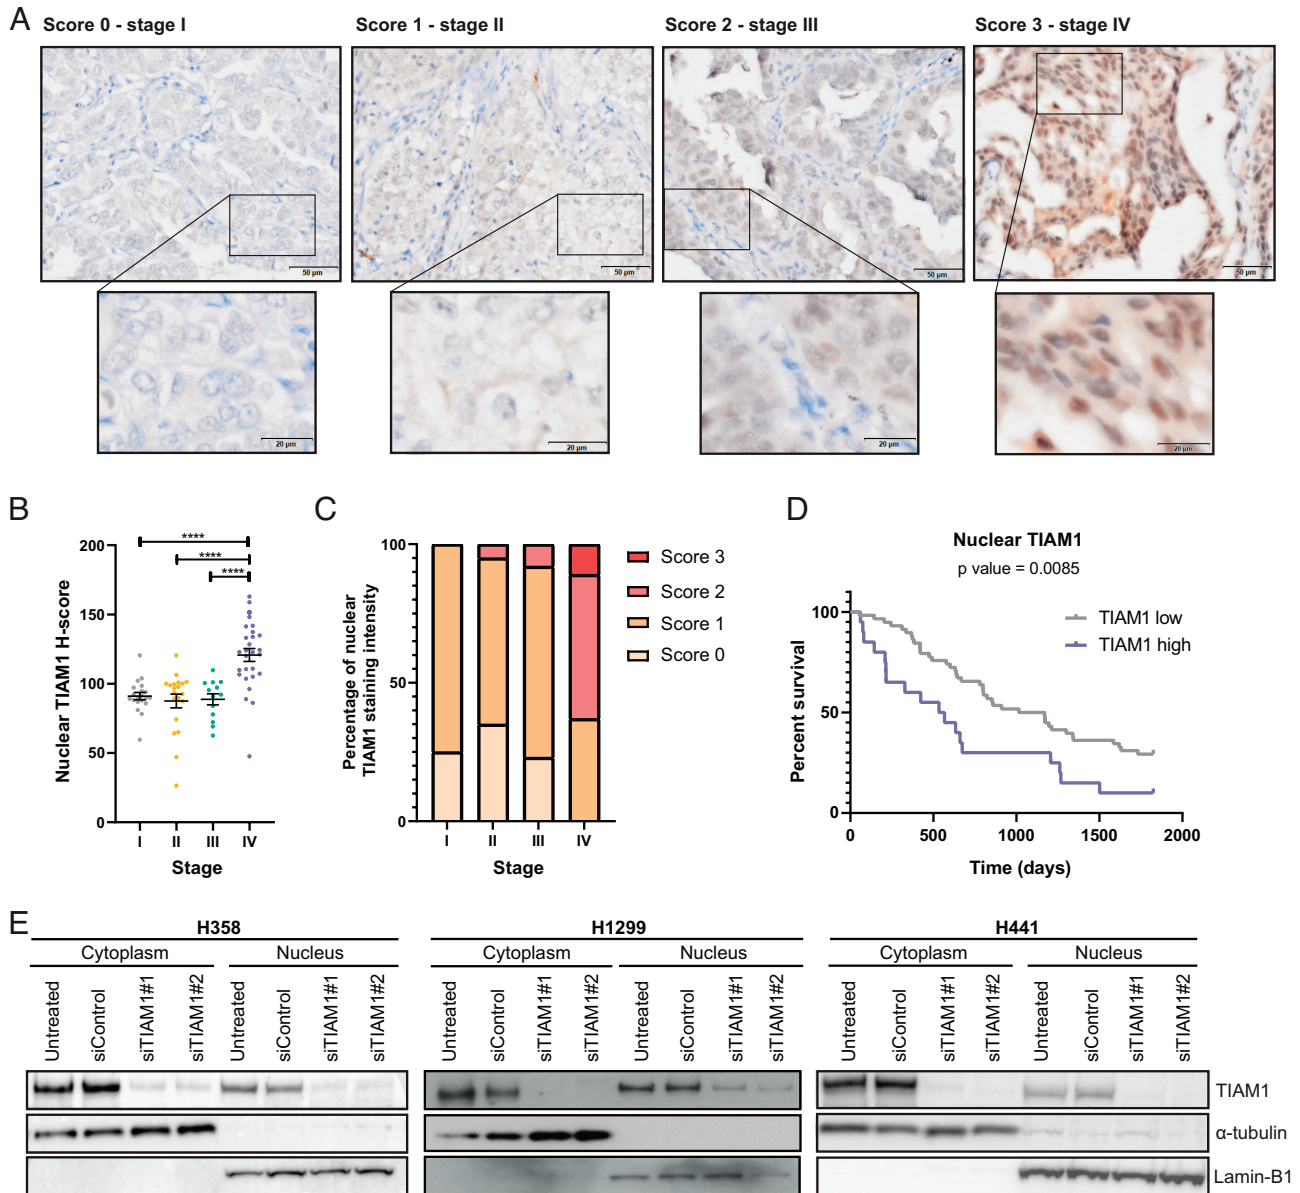 A
Score 0 - stage I
Score 1 - stage II
Score 2 - stage III
Score 3 - stage IV
50 µm
50 µm
50 µm
50 µm
20 µm
20 µm
20 µm
20 µm
B
Nuclear TIAM1 H-score
200
150
100
50
0
****
****
****
I
II
III
IV
Stage
C
Percentage of nuclear
TIAM1 staining intensity
100
50
0
I
II
III
IV
Stage
Score 3
Score 2
Score 1
Score 0
D
Nuclear TIAM1
p value = 0.0085
TIAM1 low
TIAM1 high
Percent survival
100
50
0
0
500
1000
1500
2000
Time (days)
E
H358
Cytoplasm
Nucleus
Untreated
siControl
siTIAM1#1
siTIAM1#2
Untreated
siControl
siTIAM1#1
siTIAM1#2
H1299
Cytoplasm
Nucleus
Untreated
siControl
siTIAM1#1
siTIAM1#2
Untreated
siControl
siTIAM1#1
siTIAM1#2
H441
Cytoplasm
Nucleus
Untreated
siControl
siTIAM1#1
siTIAM1#2
Untreated
siControl
siTIAM1#1
siTIAM1#2
TIAM1
α-tubulin
Lamin-B1